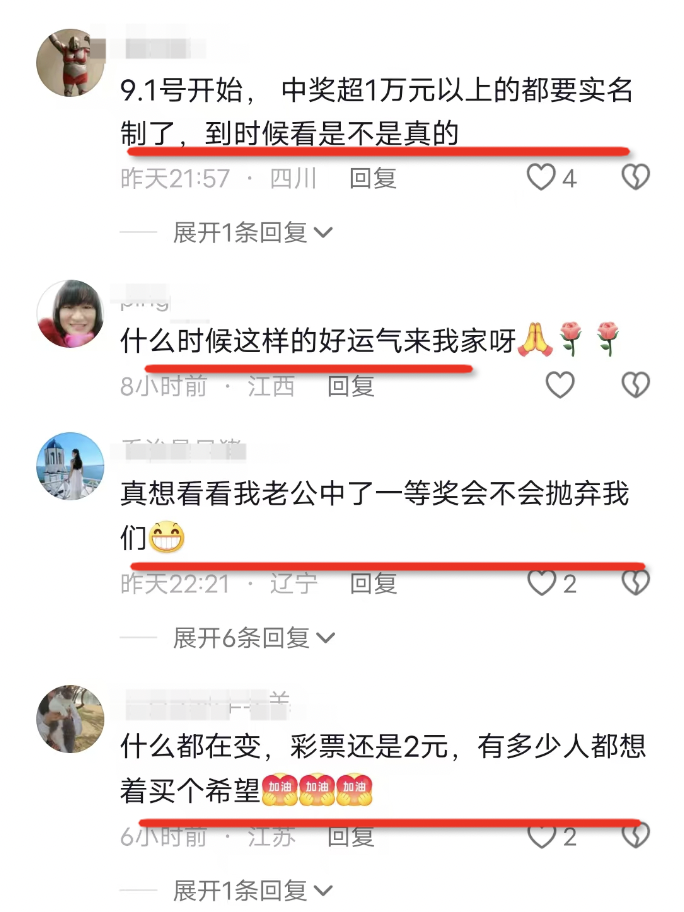 9.1号开始， 中奖超1万元以上的都要实名
制了，到时候看是不是真的
昨天21:57 · 四川 回复 4
展开1条回复
什么时候这样的好运气来我家呀🙏🌹🌹
8小时前 · 江西 回复
真想看看我老公中了一等奖会不会抛弃我
们😁
昨天22:21 · 辽宁 回复 2
展开6条回复
什么都在变，彩票还是2元，有多少人都想
着买个希望加油加油加油
6小时前 · 江苏 回复 2
展开1条回复